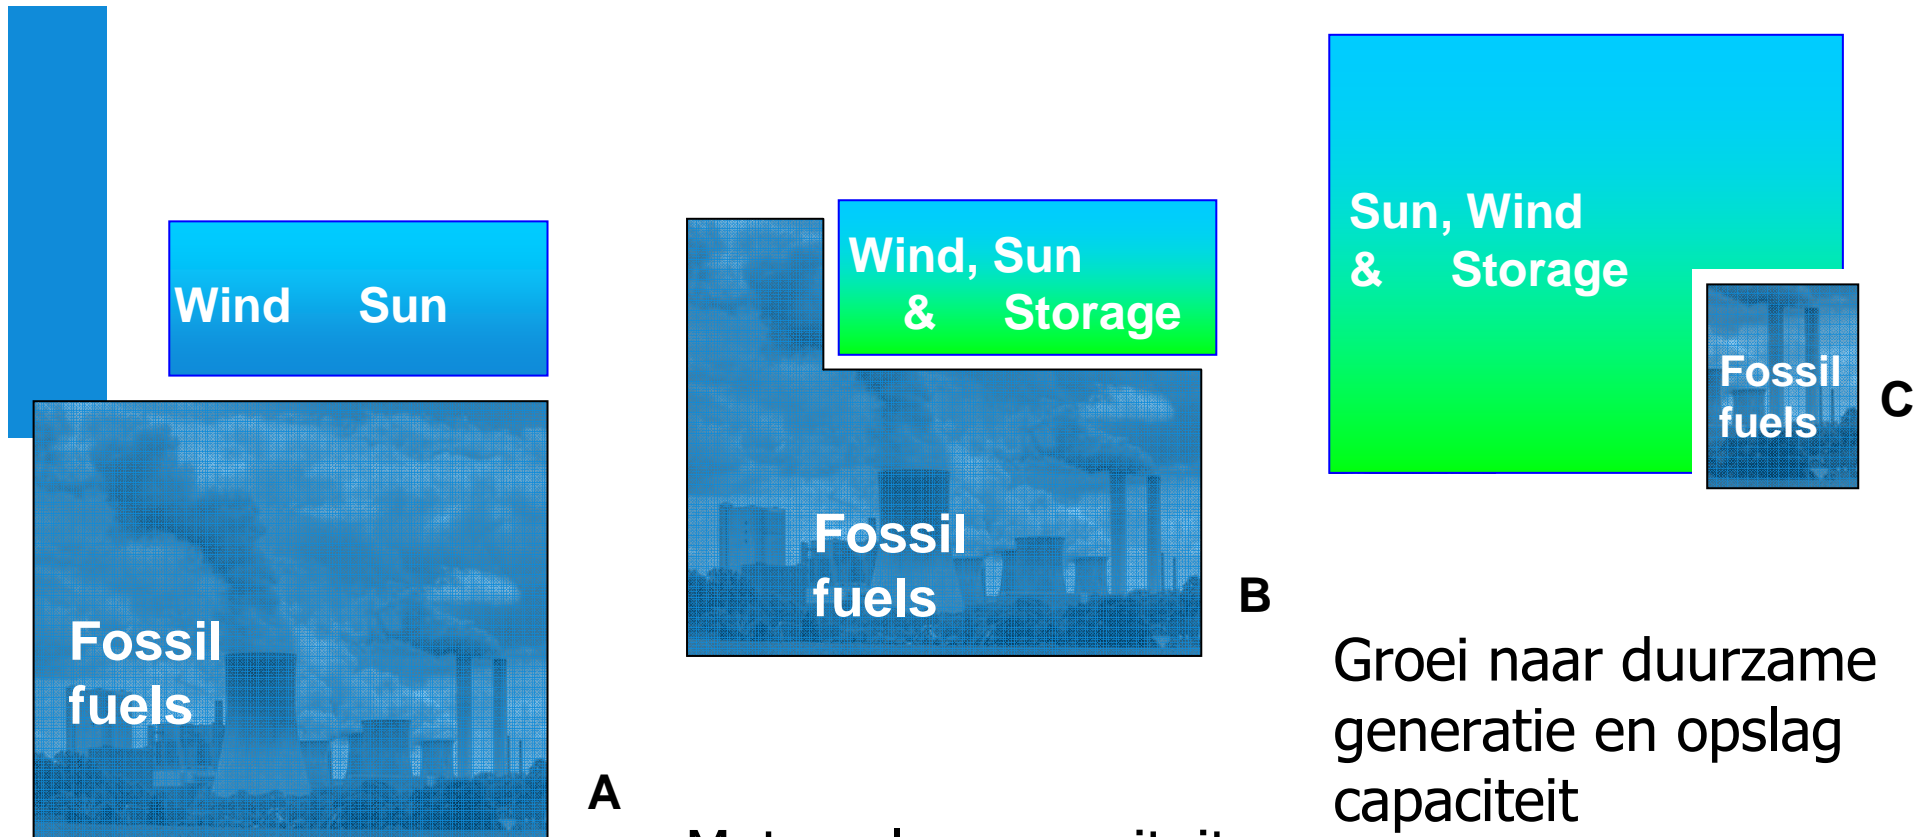 Wind Sun
Fossil
fuels
A
Wind, Sun
& Storage
Fossil
fuels
B
Sun, Wind
& Storage
Fossil
fuels
C
Groei naar duurzame
generatie en opslag
capaciteit